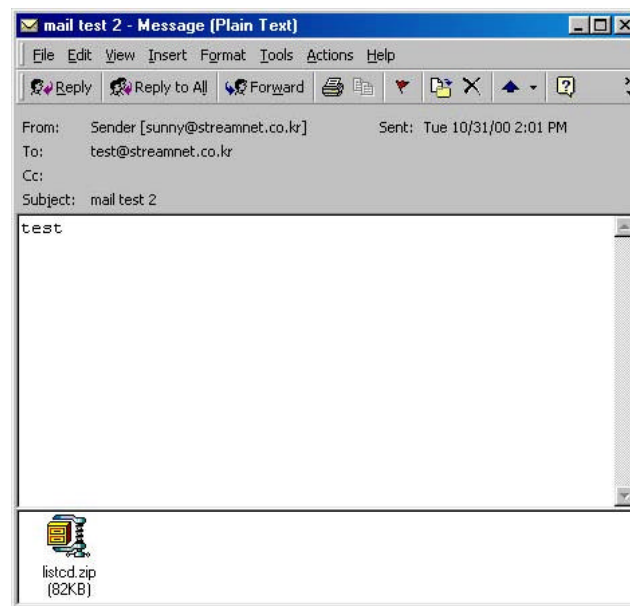 mail test 2 - Message (Plain Text)
File Edit View Insert Format Tools Actions Help
Reply Reply to All Forward
From: Sender [sunny@streamnet.co.kr] Sent: Tue 10/31/00 2:01 PM
To: test@streamnet.co.kr
Cc:
Subject: mail test 2
test
listcd.zip
(82KB)